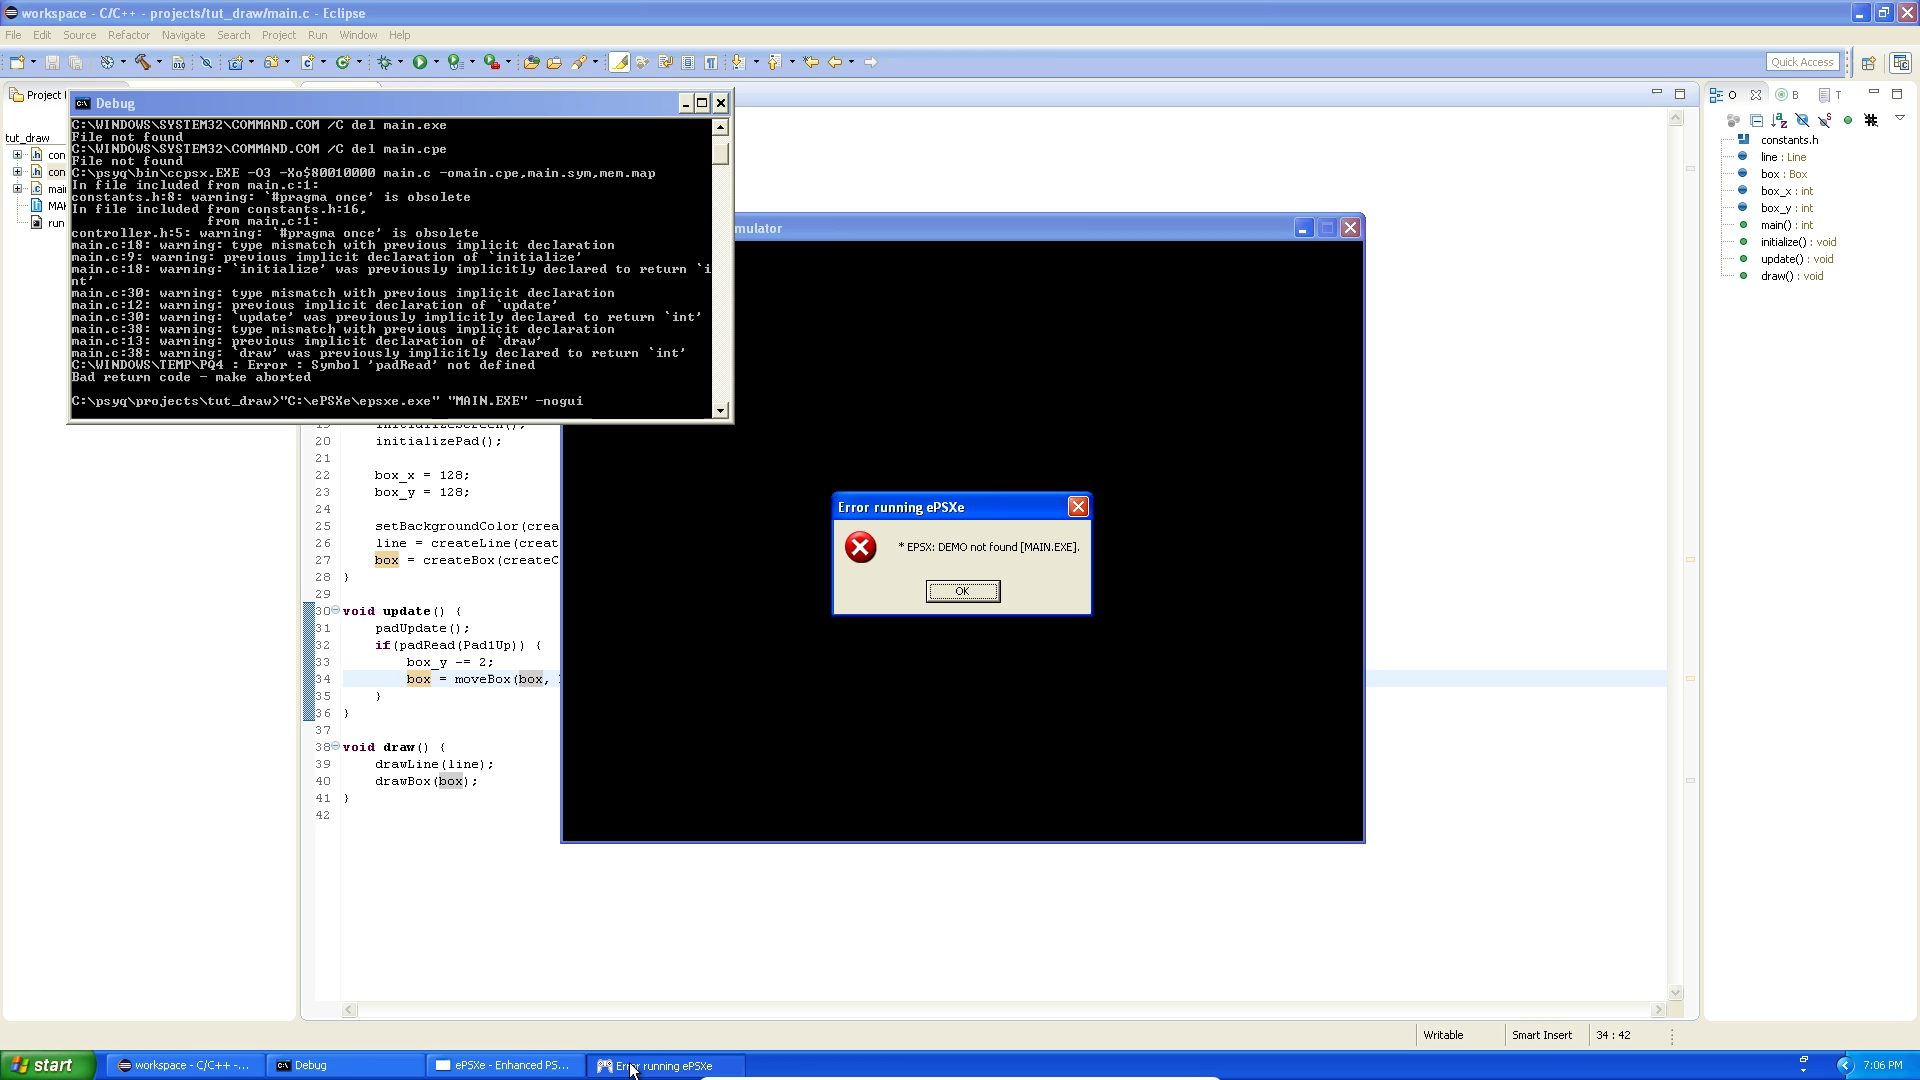 workspace - C/C++ - projects/tut_draw/main.c - Eclipse
File Edit Source Refactor Navigate Search Project Run Window Help
Quick Access
Project
O
B
T
Debug
C:\WINDOWS\SYSTEM32\COMMAND.COM /C del main.exe
File not found
C:\WINDOWS\SYSTEM32\COMMAND.COM /C del main.cpe
File not found
C:\psyq\bin\ccpsx.EXE -O3 -Xo$80010000 main.c -omain.cpe,main.sym,mem.map
In file included from main.c:1:
constants.h:8: warning: `#pragma once' is obsolete
In file included from constants.h:16,
from main.c:1:
controller.h:5: warning: `#pragma once' is obsolete
main.c:18: warning: type mismatch with previous implicit declaration
main.c:9: warning: previous implicit declaration of `initialize'
main.c:18: warning: `initialize' was previously implicitly declared to return `i
nt'
main.c:30: warning: type mismatch with previous implicit declaration
main.c:12: warning: previous implicit declaration of `update'
main.c:30: warning: `update' was previously implicitly declared to return `int'
main.c:38: warning: type mismatch with previous implicit declaration
main.c:13: warning: previous implicit declaration of `draw'
main.c:38: warning: `draw' was previously implicitly declared to return `int'
C:\WINDOWS\TEMP\PQ4 : Error : Symbol 'padRead' not defined
Bad return code - make aborted
C:\psyq\projects\tut_draw>"C:\ePSXe\epsxe.exe" "MAIN.EXE" -nogui
tut_draw
con
con
mai
MA
run
mulator
Error running ePSXe
* EPSX: DEMO not found [MAIN.EXE].
OK
19 initializeScreen();
20 initializePad();
21
22 box_x = 128;
23 box_y = 128;
24
25 setBackgroundColor(crea
26 line = createLine(creat
27 box = createBox(createC
28 }
29
30 void update() {
31 padUpdate();
32 if(padRead(Pad1Up)) {
33 box_y -= 2;
34 box = moveBox(box,
35 }
36 }
37
38 void draw() {
39 drawLine(line);
40 drawBox(box);
41 }
42
constants.h
line : Line
box : Box
box_x : int
box_y : int
main() : int
initialize() : void
update() : void
draw() : void
Writable
Smart Insert
34 : 42
start
workspace - C/C++ -...
Debug
ePSXe - Enhanced PS...
Error running ePSXe
7:06 PM